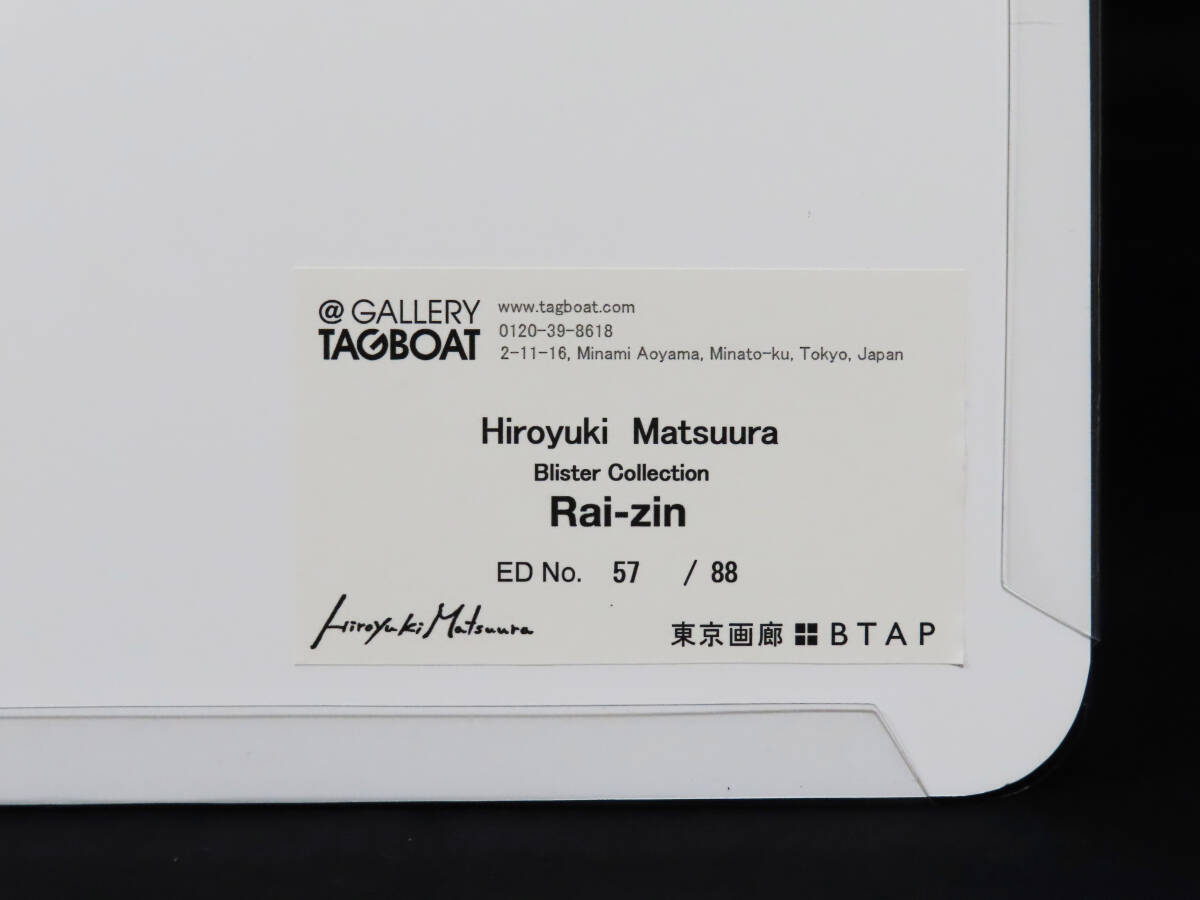 @ GALLERY
TAGBOAT
www.tagboat.com
0120-39-8618
2-11-16, Minami Aoyama, Minato-ku, Tokyo, Japan
Hiroyuki Matsuura
Blister Collection
Rai-zin
ED No. 57 / 88
Hiroyuki Matsuura
東京画廊 BTAP